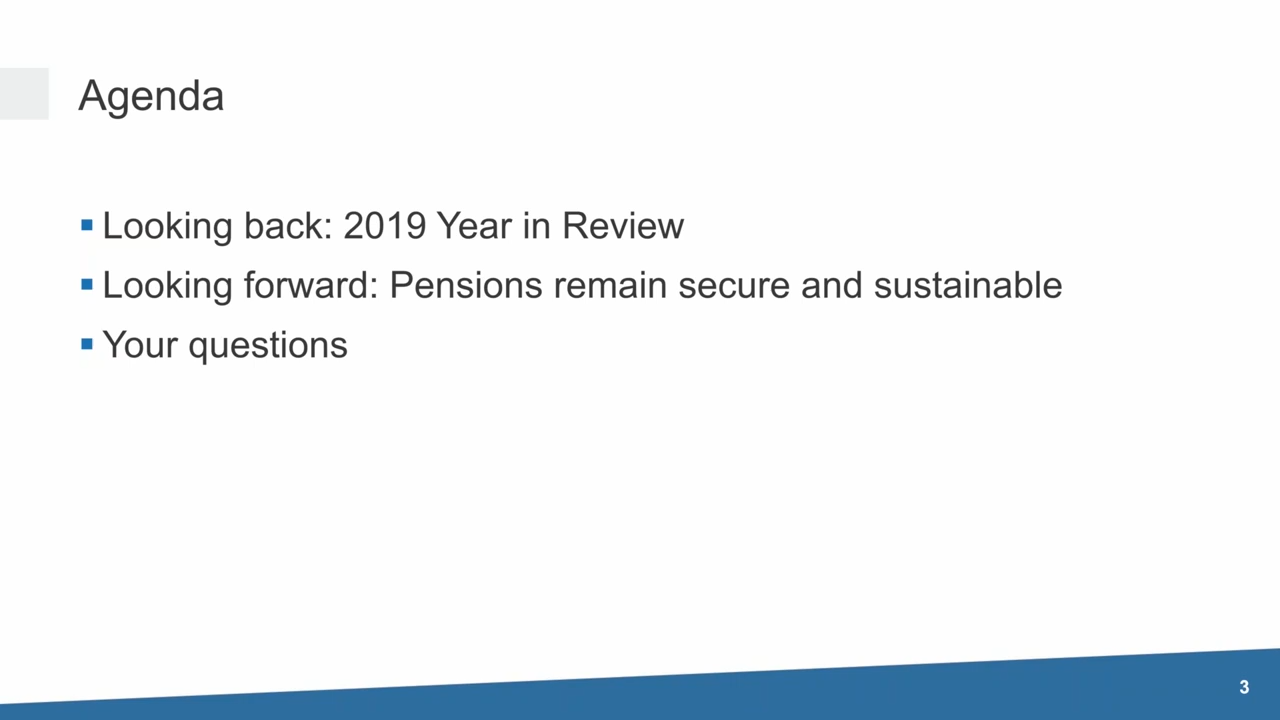 Agenda
Looking back: 2019 Year in Review
Looking forward: Pensions remain secure and sustainable
Your questions
3